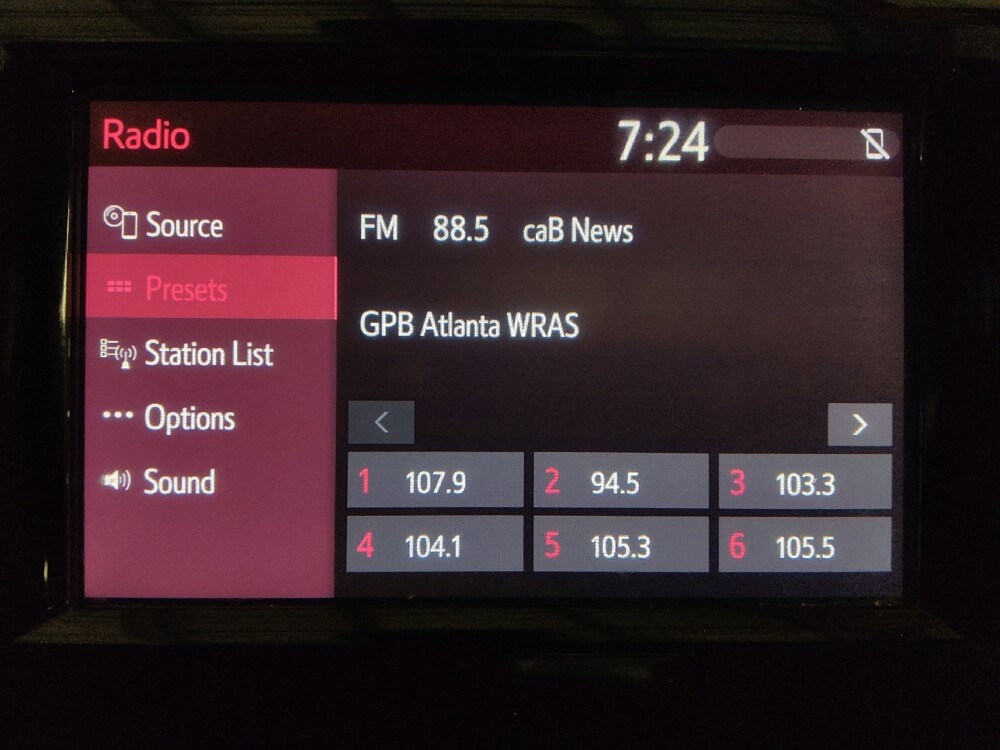 Radio
7:24
Source
Presets
Station List
Options
Sound
FM 88.5 caB News
GPB Atlanta WRAS
1 107.9
2 94.5
3 103.3
4 104.1
5 105.3
6 105.5